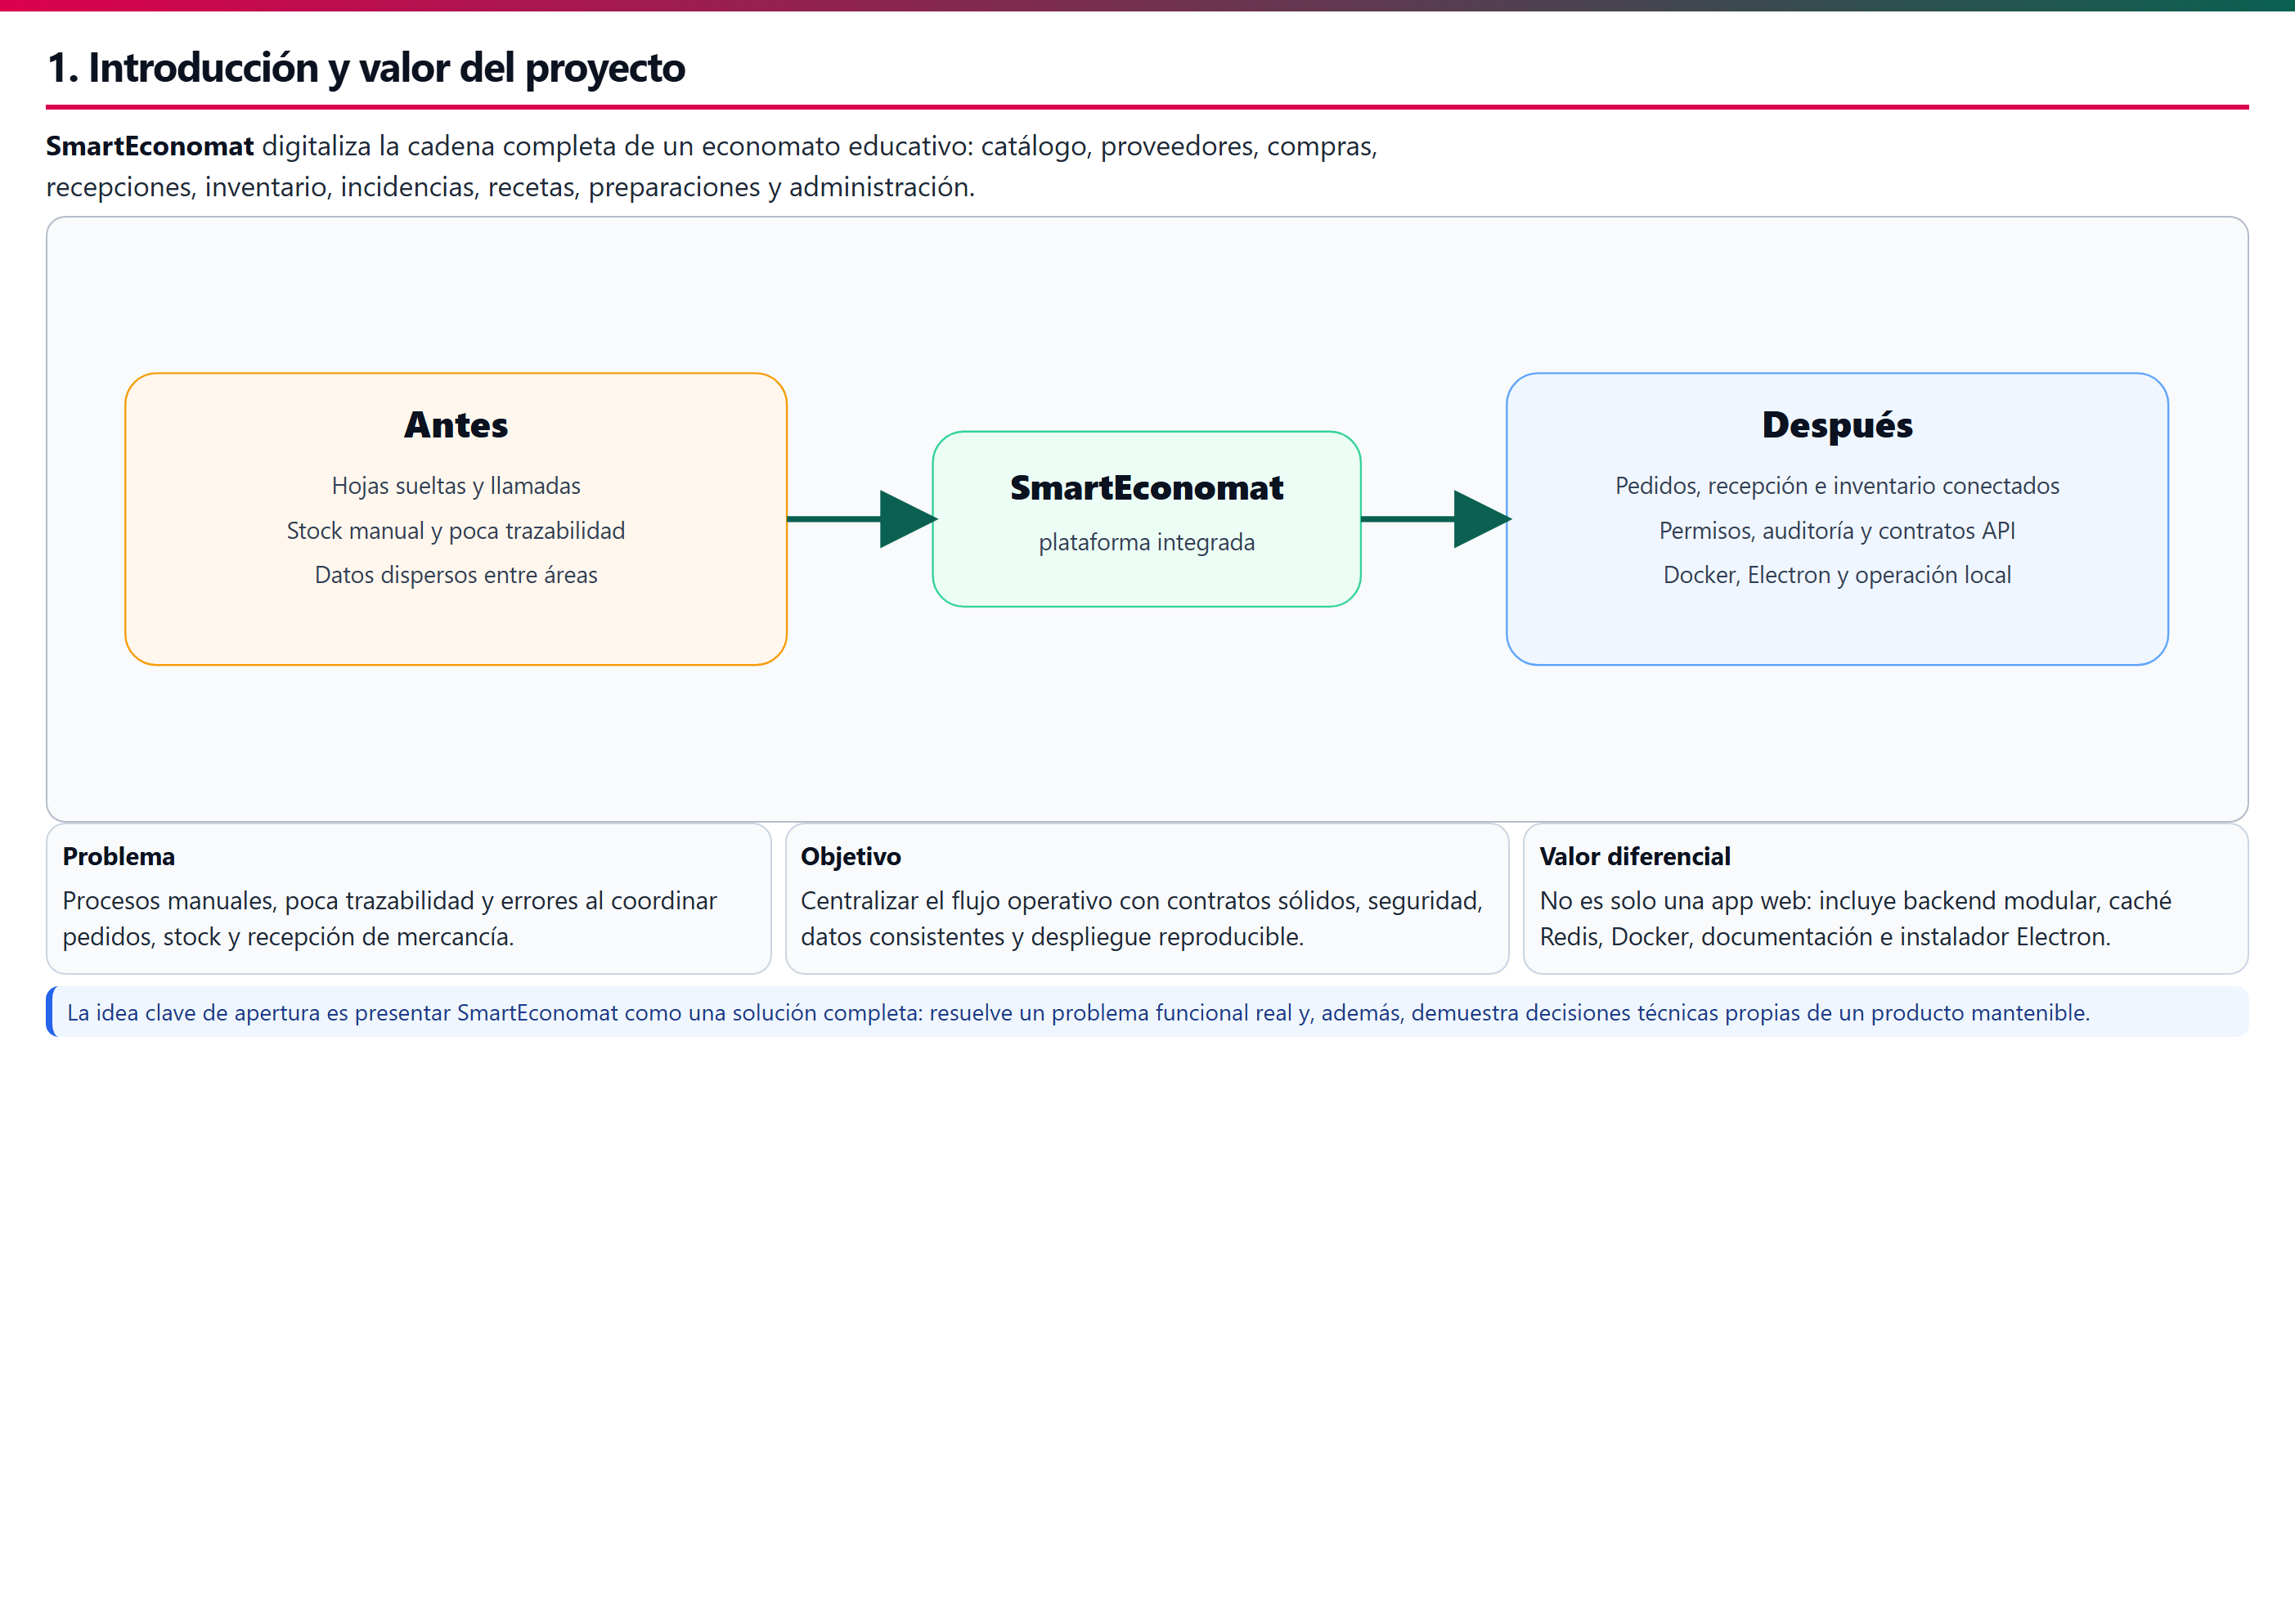 1. Introducción y valor del proyecto
SmartEconomat digitaliza la cadena completa de un economato educativo: catálogo, proveedores, compras,
recepciones, inventario, incidencias, recetas, preparaciones y administración.
Antes
Hojas sueltas y llamadas
Stock manual y poca trazabilidad
Datos dispersos entre áreas
SmartEconomat
plataforma integrada
Después
Pedidos, recepción e inventario conectados
Permisos, auditoría y contratos API
Docker, Electron y operación local
Problema
Procesos manuales, poca trazabilidad y errores al coordinar
pedidos, stock y recepción de mercancía.
Objetivo
Centralizar el flujo operativo con contratos sólidos, seguridad,
datos consistentes y despliegue reproducible.
Valor diferencial
No es solo una app web: incluye backend modular, caché
Redis, Docker, documentación e instalador Electron.
La idea clave de apertura es presentar SmartEconomat como una solución completa: resuelve un problema funcional real y, además, demuestra decisiones técnicas propias de un producto mantenible.